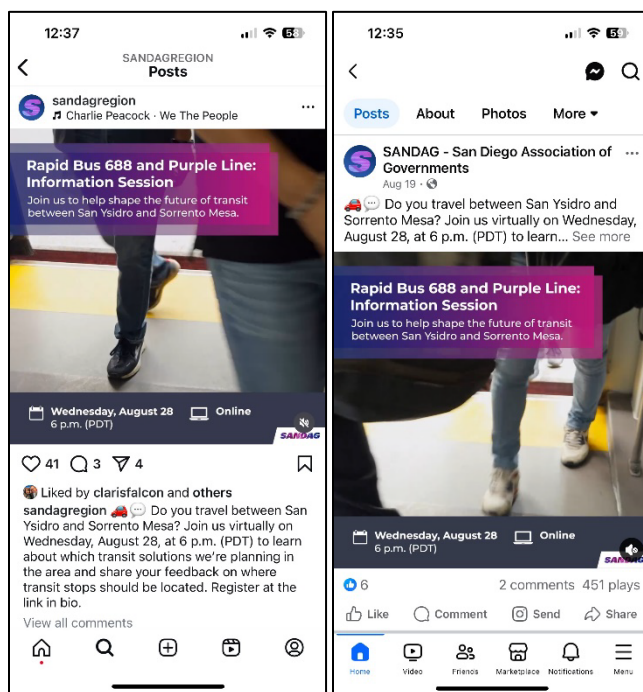 12:37
58
SANDAGREGION
Posts
sandagregion
Charlie Peacock · We The People
Rapid Bus 688 and Purple Line:
Information Session
Join us to help shape the future of transit
between San Ysidro and Sorrento Mesa.
Wednesday, August 28
6 p.m. (PDT)
Online
SANDAG
41 3 4
Liked by clarisfalcon and others
sandagregion 🚗💬 Do you travel between San
Ysidro and Sorrento Mesa? Join us virtually on
Wednesday, August 28, at 6 p.m. (PDT) to learn
about which transit solutions we're planning in
the area and share your feedback on where
transit stops should be located. Register at the
link in bio.
View all comments
12:35
59
Posts About Photos More
SANDAG - San Diego Association of
Governments
Aug 19 ·
🚗💬 Do you travel between San Ysidro and
Sorrento Mesa? Join us virtually on Wednesday,
August 28, at 6 p.m. (PDT) to learn... See more
Rapid Bus 688 and Purple Line:
Information Session
Join us to help shape the future of transit
between San Ysidro and Sorrento Mesa.
Wednesday, August 28
6 p.m. (PDT)
Online
6 2 comments 451 plays
Like Comment Send Share
Home Video Friends Marketplace Notifications Menu